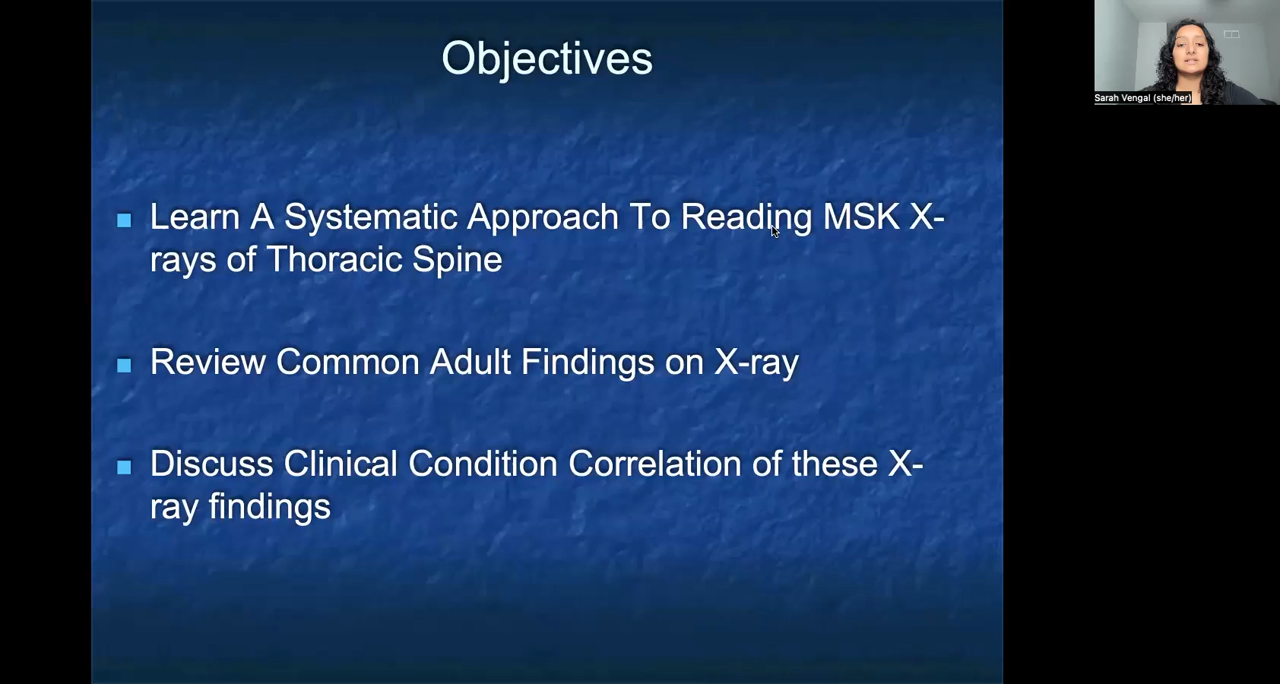 Objectives
Learn A Systematic Approach To Reading MSK X-
rays of Thoracic Spine
Review Common Adult Findings on X-ray
Discuss Clinical Condition Correlation of these X-
ray findings
Sarah Vengal (she/her)